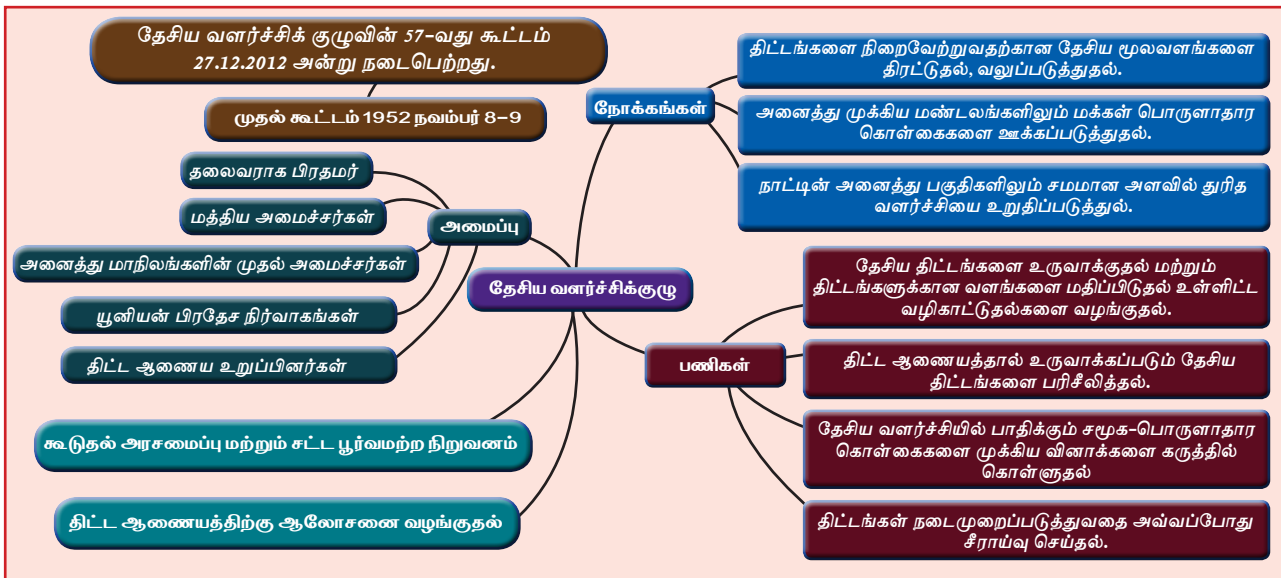 தேசிய வளர்ச்சிக் குழுவின் 57-வது கூட்டம்
27.12.2012 அன்று நடைபெற்றது.
முதல் கூட்டம் 1952 நவம்பர் 8-9
தலைவராக பிரதமர்
மத்திய அமைச்சர்கள்
அனைத்து மாநிலங்களின் முதல் அமைச்சர்கள்
யூனியன் பிரதேச நிர்வாகங்கள்
திட்ட ஆணைய உறுப்பினர்கள்
அமைப்பு
தேசிய வளர்ச்சிக்குழு
கூடுதல் அரசமைப்பு மற்றும் சட்ட பூர்வமற்ற நிறுவனம்
திட்ட ஆணையத்திற்கு ஆலோசனை வழங்குதல்
நோக்கங்கள்
திட்டங்களை நிறைவேற்றுவதற்கான தேசிய மூலவளங்களை
திரட்டுதல், வலுப்படுத்துதல்.
அனைத்து முக்கிய மண்டலங்களிலும் மக்கள் பொருளாதார
கொள்கைகளை ஊக்கப்படுத்துதல்.
நாட்டின் அனைத்து பகுதிகளிலும் சமமான அளவில் துரித
வளர்ச்சியை உறுதிப்படுத்துல்.
பணிகள்
தேசிய திட்டங்களை உருவாக்குதல் மற்றும்
திட்டங்களுக்கான வளங்களை மதிப்பிடுதல் உள்ளிட்ட
வழிகாட்டுதல்களை வழங்குதல்.
திட்ட ஆணையத்தால் உருவாக்கப்படும் தேசிய
திட்டங்களை பரிசீலித்தல்.
தேசிய வளர்ச்சியில் பாதிக்கும் சமூக-பொருளாதார
கொள்கைகளை முக்கிய வினாக்களை கருத்தில்
கொள்ளுதல்
திட்டங்கள் நடைமுறைப்படுத்துவதை அவ்வப்போது
சீராய்வு செய்தல்.